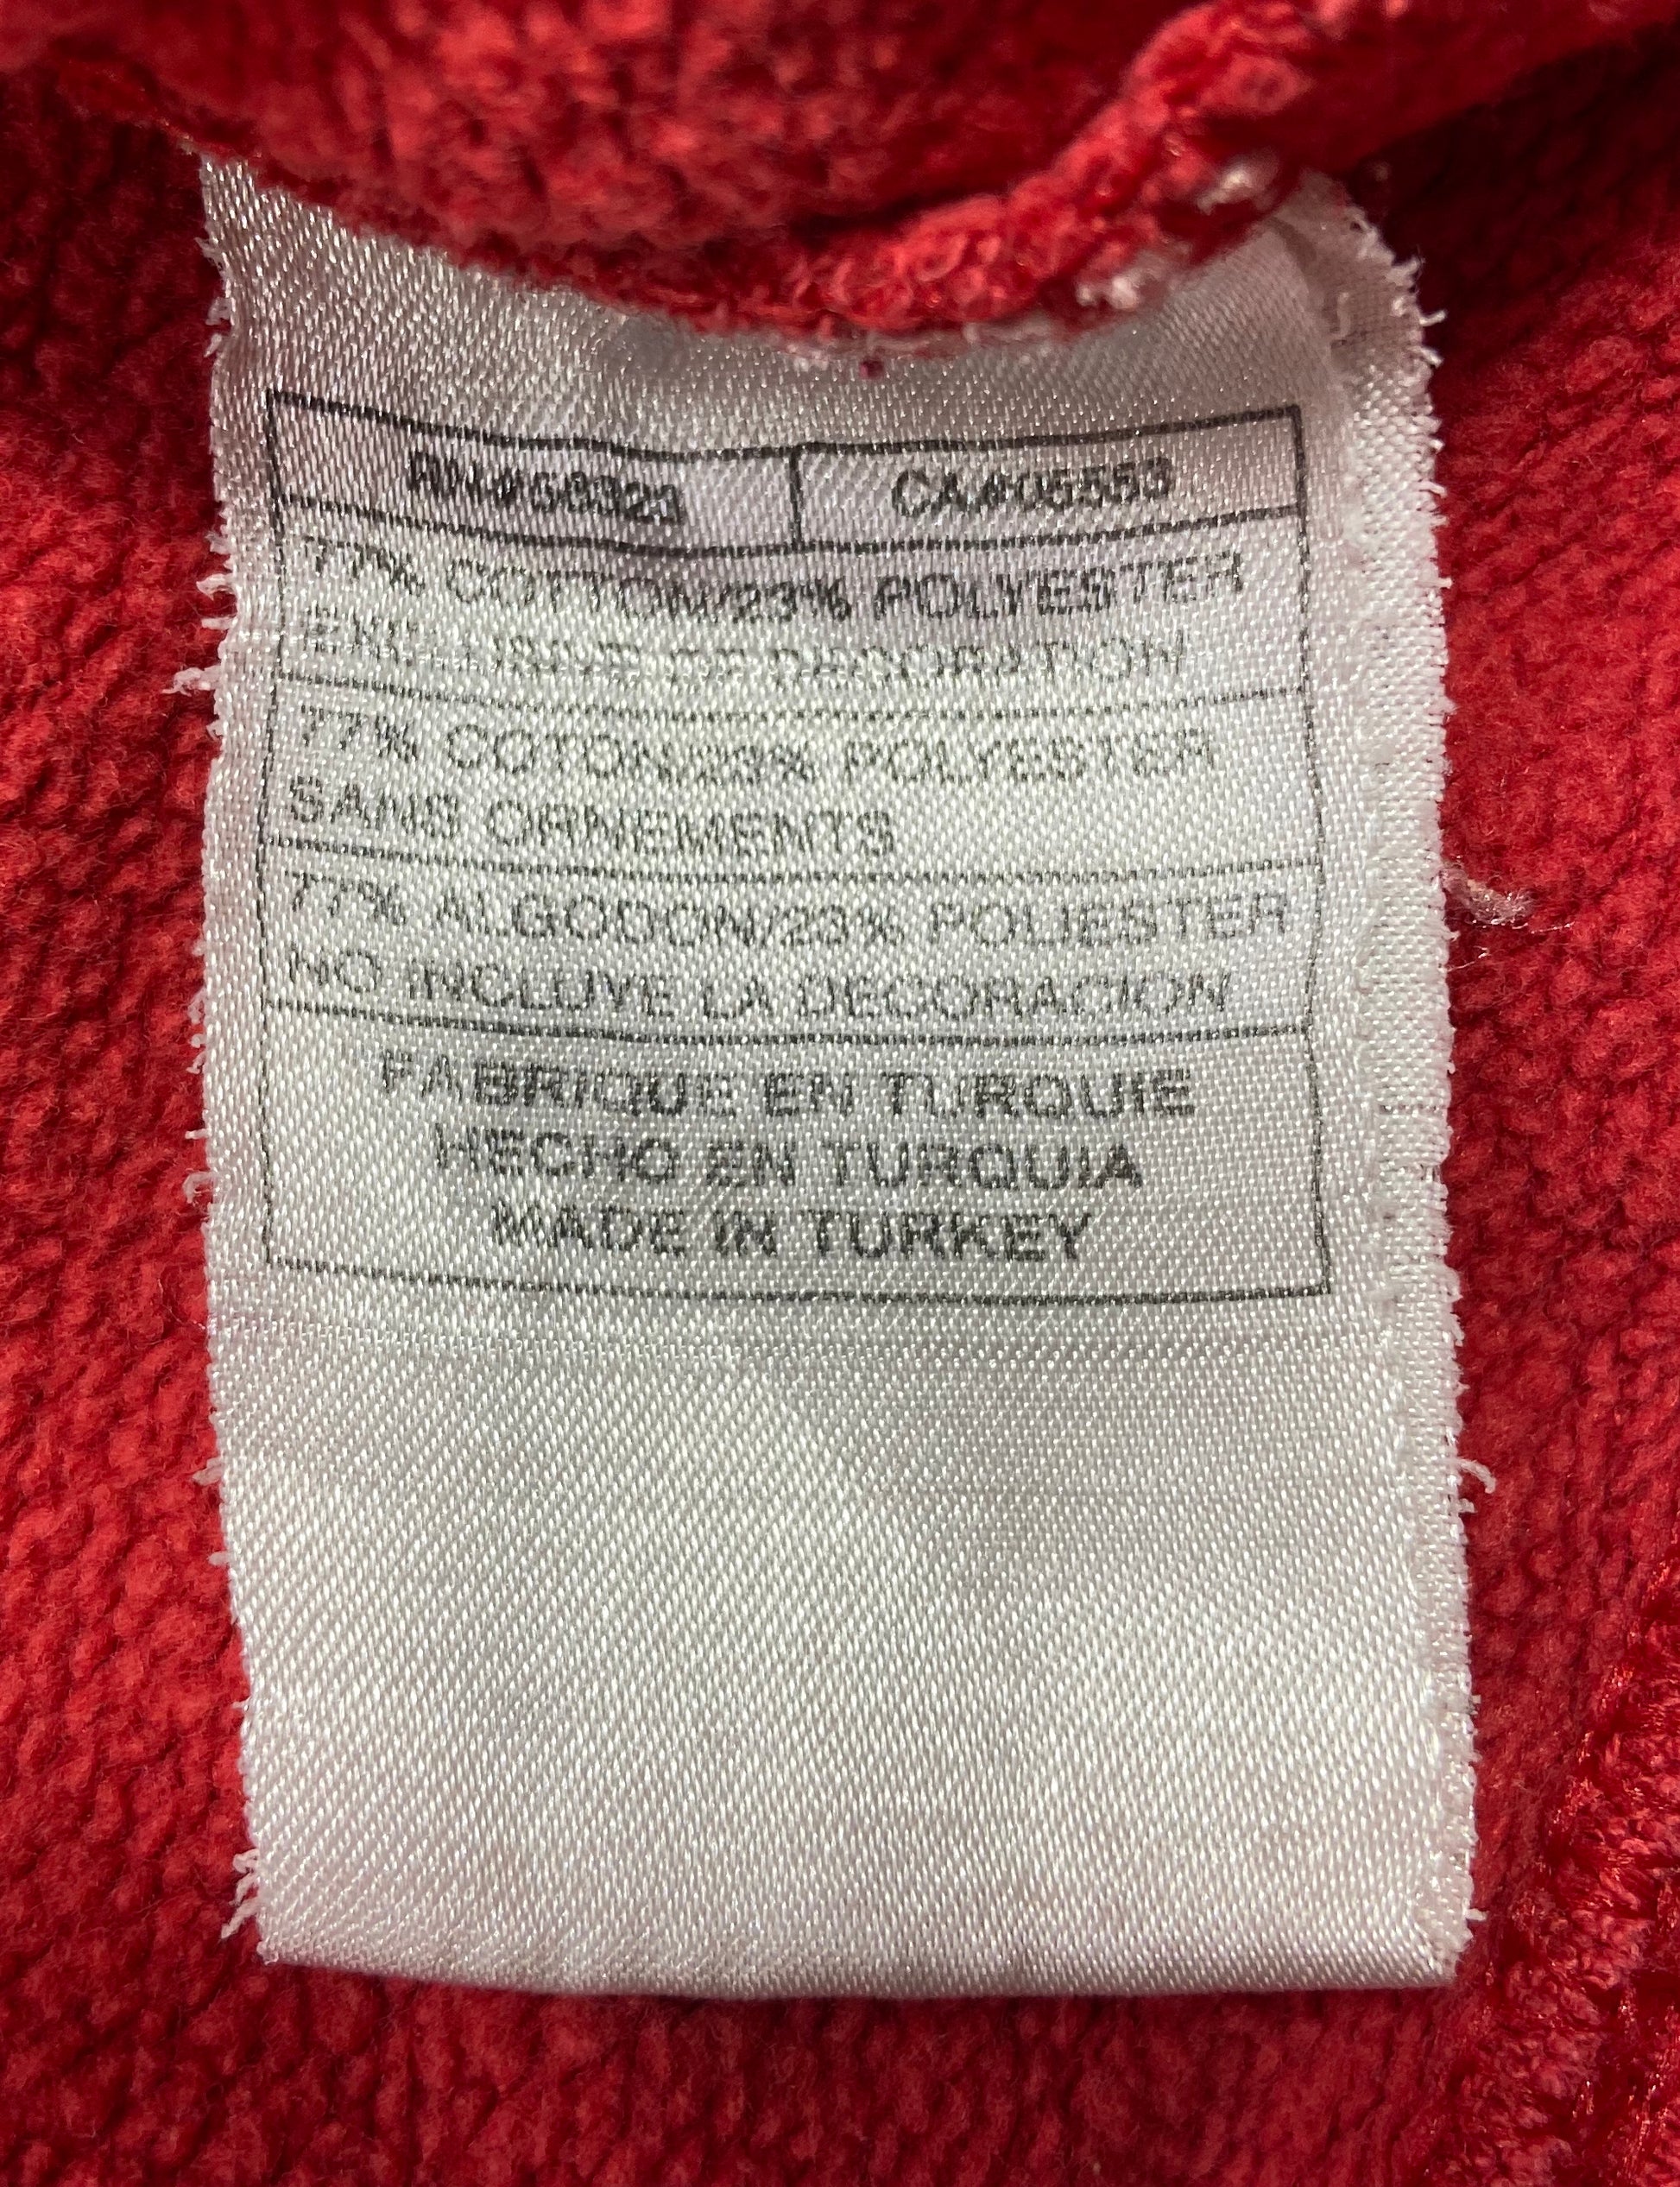 RN#56323 CA#05553
77% COTTON/23% POLYESTER
EXCLUSIVE OF DECORATION
77% COTON/23% POLYESTER
SANS ORNEMENTS
77% ALGODON/23% POLIESTER
NO INCLUYE LA DECORACION
FABRIQUE EN TURQUIE
HECHO EN TURQUIA
MADE IN TURKEY